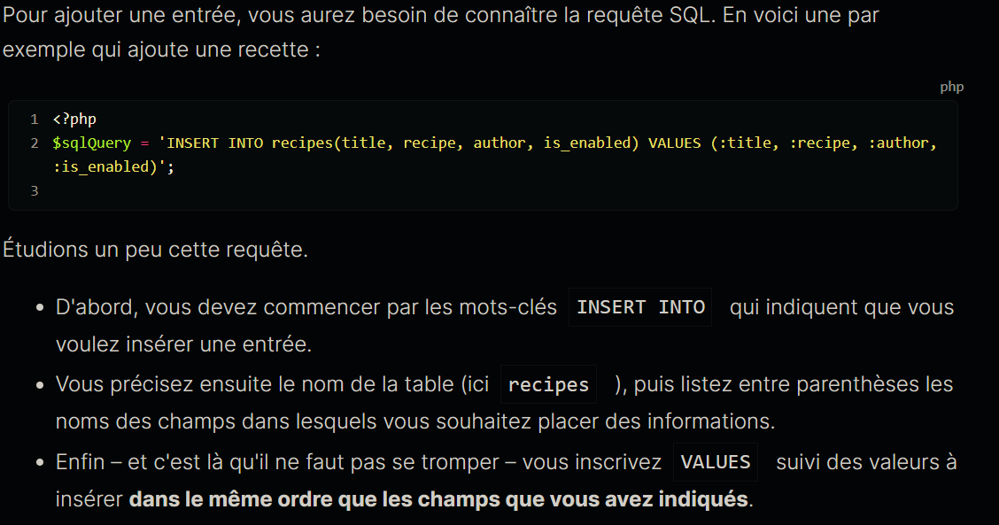 Pour ajouter une entrée, vous aurez besoin de connaître la requête SQL. En voici une par
exemple qui ajoute une recette :
php
1 <?php
2 $sqlQuery = 'INSERT INTO recipes(title, recipe, author, is_enabled) VALUES (:title, :recipe, :author,
:is_enabled)';
3
Étudions un peu cette requête.
• D'abord, vous devez commencer par les mots-clés INSERT INTO qui indiquent que vous
voulez insérer une entrée.
• Vous précisez ensuite le nom de la table (ici recipes ), puis listez entre parenthèses les
noms des champs dans lesquels vous souhaitez placer des informations.
• Enfin – et c'est là qu'il ne faut pas se tromper – vous inscrivez VALUES suivi des valeurs à
insérer dans le même ordre que les champs que vous avez indiqués.